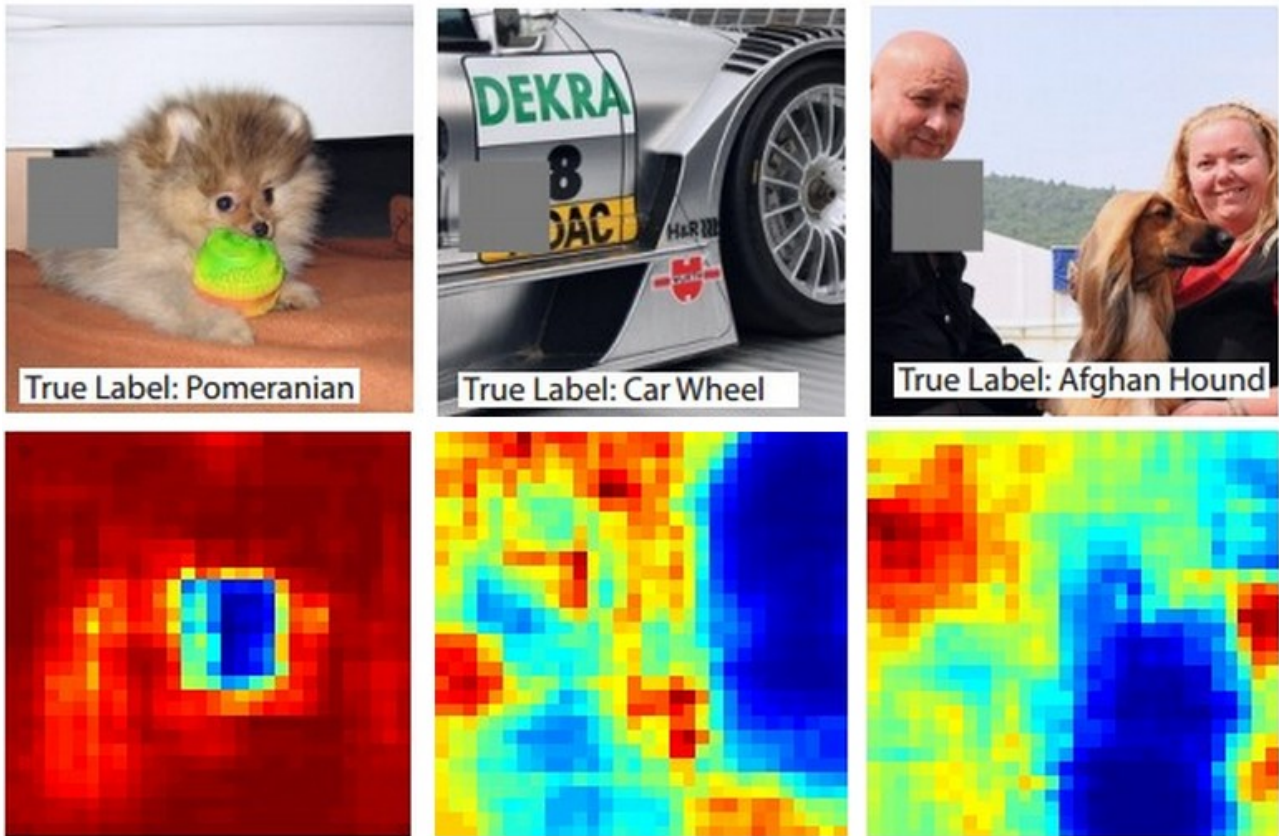 DEKRA
8
DAC
H&R
True Label: Pomeranian
True Label: Car Wheel
True Label: Afghan Hound